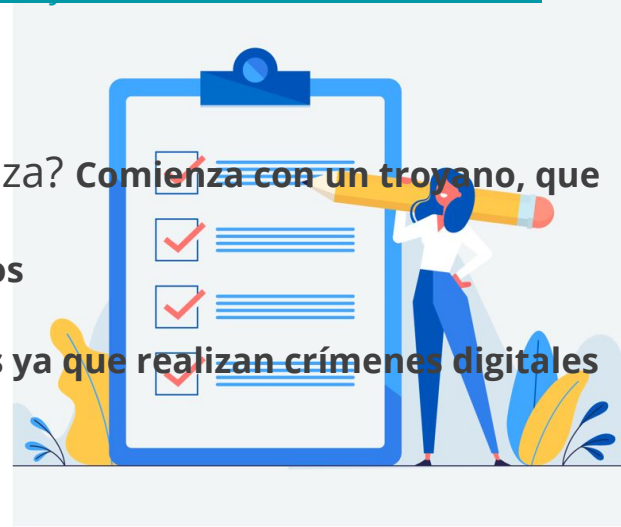 za? Comienza con un troyano, que
os
s ya que realizan crímenes digitales